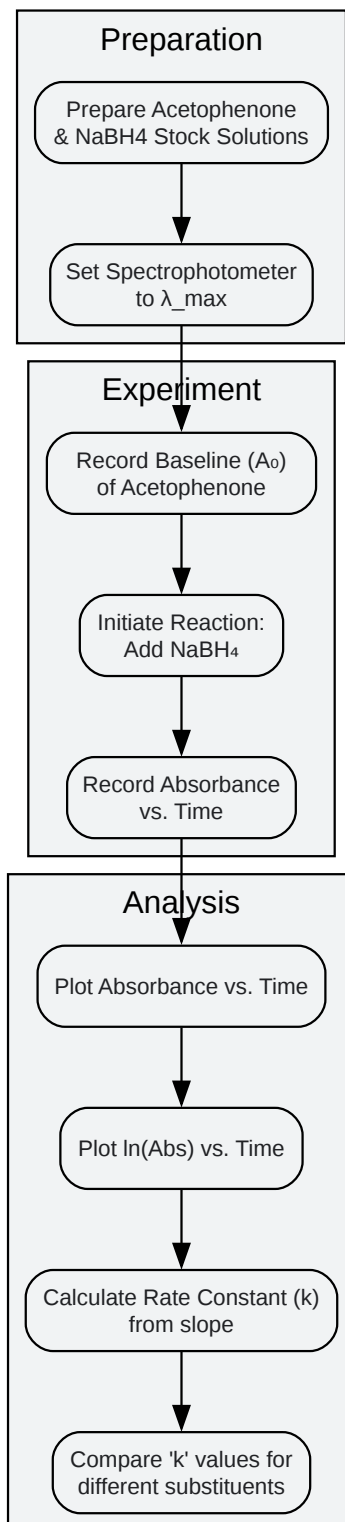 Preparation
Prepare Acetophenone
& NaBH4 Stock Solutions
Set Spectrophotometer
to λ_max
Experiment
Record Baseline (A₀)
of Acetophenone
Initiate Reaction:
Add NaBH₄
Record Absorbance
vs. Time
Analysis
Plot Absorbance vs. Time
Plot ln(Abs) vs. Time
Calculate Rate Constant (k)
from slope
Compare 'k' values for
different substituents